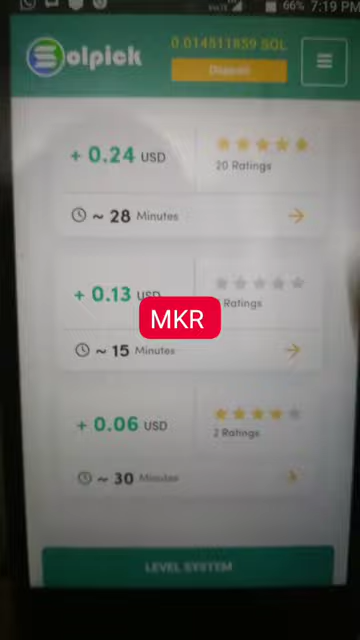 66% 7:19 PM
Solpick
0.014511859 SOL
Deposit
+ 0.24 USD
20 Ratings
~ 28 Minutes
+ 0.13 USD
Ratings
MKR
~ 15 Minutes
+ 0.06 USD
2 Ratings
~ 30 Minutes
LEVEL SYSTEM